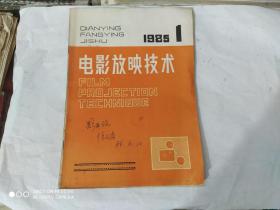 DIANYING
FANGYING
JISHU
1985 1
电影放映技术
FILM
PROJECTION
TECHNIQUE